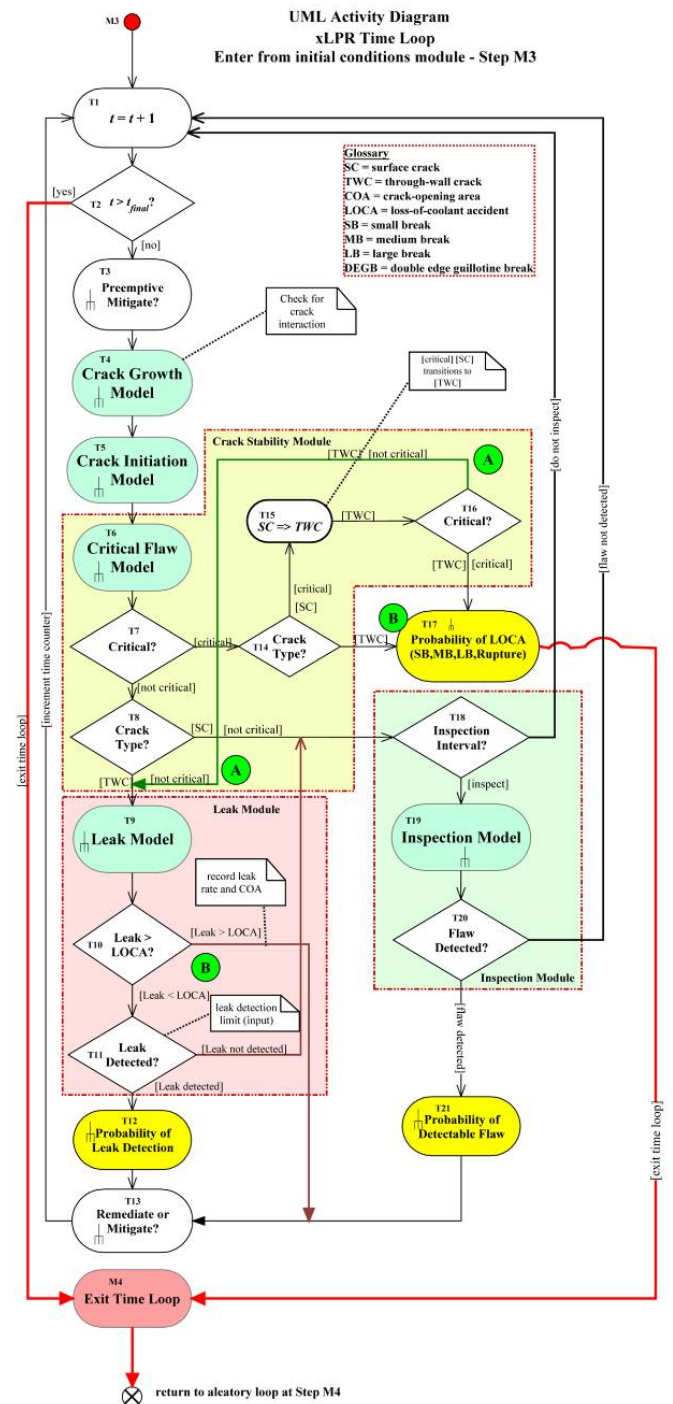 UML Activity Diagram
xLPR Time Loop
Enter from initial conditions module - Step M3
M3
T1
t = t + 1
Glossary
SC = surface crack
TWC = through-wall crack
COA = crack-opening area
LOCA = loss-of-coolant accident
SB = small break
MB = medium break
LB = large break
DEGB = double edge guillotine break
[yes]
T2
t > tfinal?
[no]
T3
Preemptive
Mitigate?
Check for
crack
interaction
T4
Crack Growth
Model
[critical] [SC]
transitions to
[TWC]
T5
Crack Initiation
Model
Crack Stability Module
[TWC]
[not critical]
A
[do not inspect]
[flaw not detected]
T15
SC => TWC
[TWC]
T16
Critical?
T6
Critical Flaw
Model
[critical]
[SC]
[TWC]
[critical]
T7
Critical?
[critical]
T14
Crack
Type?
[TWC]
B
T17
Probability of LOCA
(SB,MB,LB,Rupture)
[increment time counter]
[exit time loop]
[not critical]
T8
Crack
Type?
[SC]
[not critical]
T18
Inspection
Interval?
A
[TWC]
[not critical]
[inspect]
Leak Module
T9
Leak Model
T19
Inspection Model
record leak
rate and COA
T10
Leak >
LOCA?
[Leak > LOCA]
T20
Flaw
Detected?
B
Inspection Module
[Leak < LOCA]
leak detection
limit (input)
T11
Leak
Detected?
[Leak not detected]
[flaw detected]
[Leak detected]
T12
Probability of
Leak Detection
T21
Probability of
Detectable Flaw
[exit time loop]
T13
Remediate or
Mitigate?
M4
Exit Time Loop
return to aleatory loop at Step M4